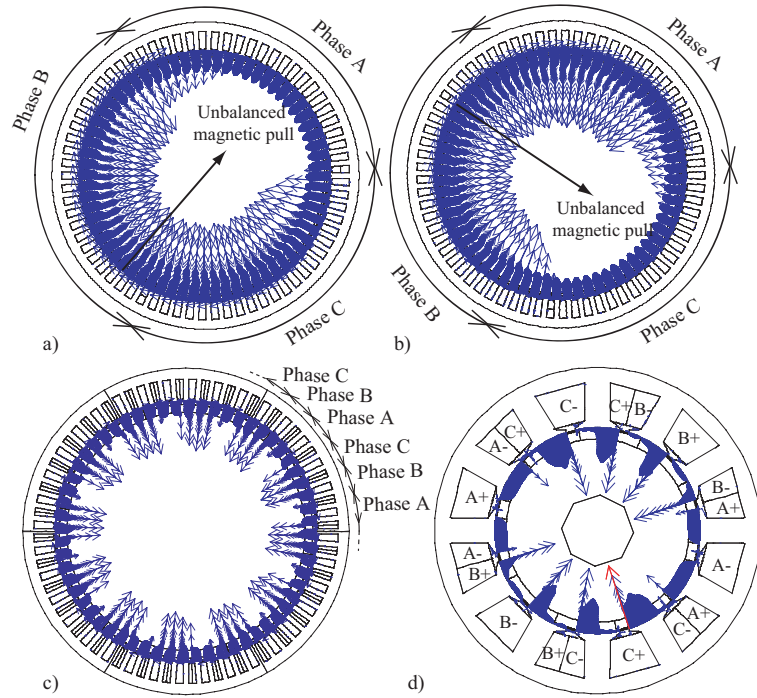 Phase A
Phase B
Unbalanced
magnetic pull
Phase C
a)
Phase A
Unbalanced
magnetic pull
Phase B
Phase C
b)
Phase C
Phase B
Phase A
Phase C
Phase B
Phase A
c)
C-
C+
B-
C+
A-
B+
A+
B-
A+
A-
B+
A-
B-
A+
C-
B+
C-
C+
d)